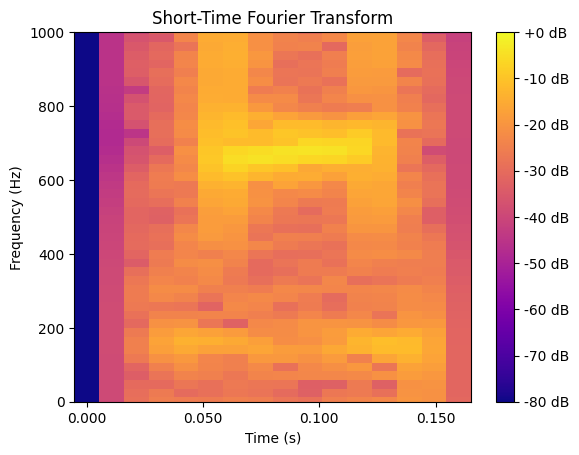 Short-Time Fourier Transform
1000
800
600
400
200
0
Frequency (Hz)
0.000
0.050
0.100
0.150
Time (s)
+0 dB
-10 dB
-20 dB
-30 dB
-40 dB
-50 dB
-60 dB
-70 dB
-80 dB